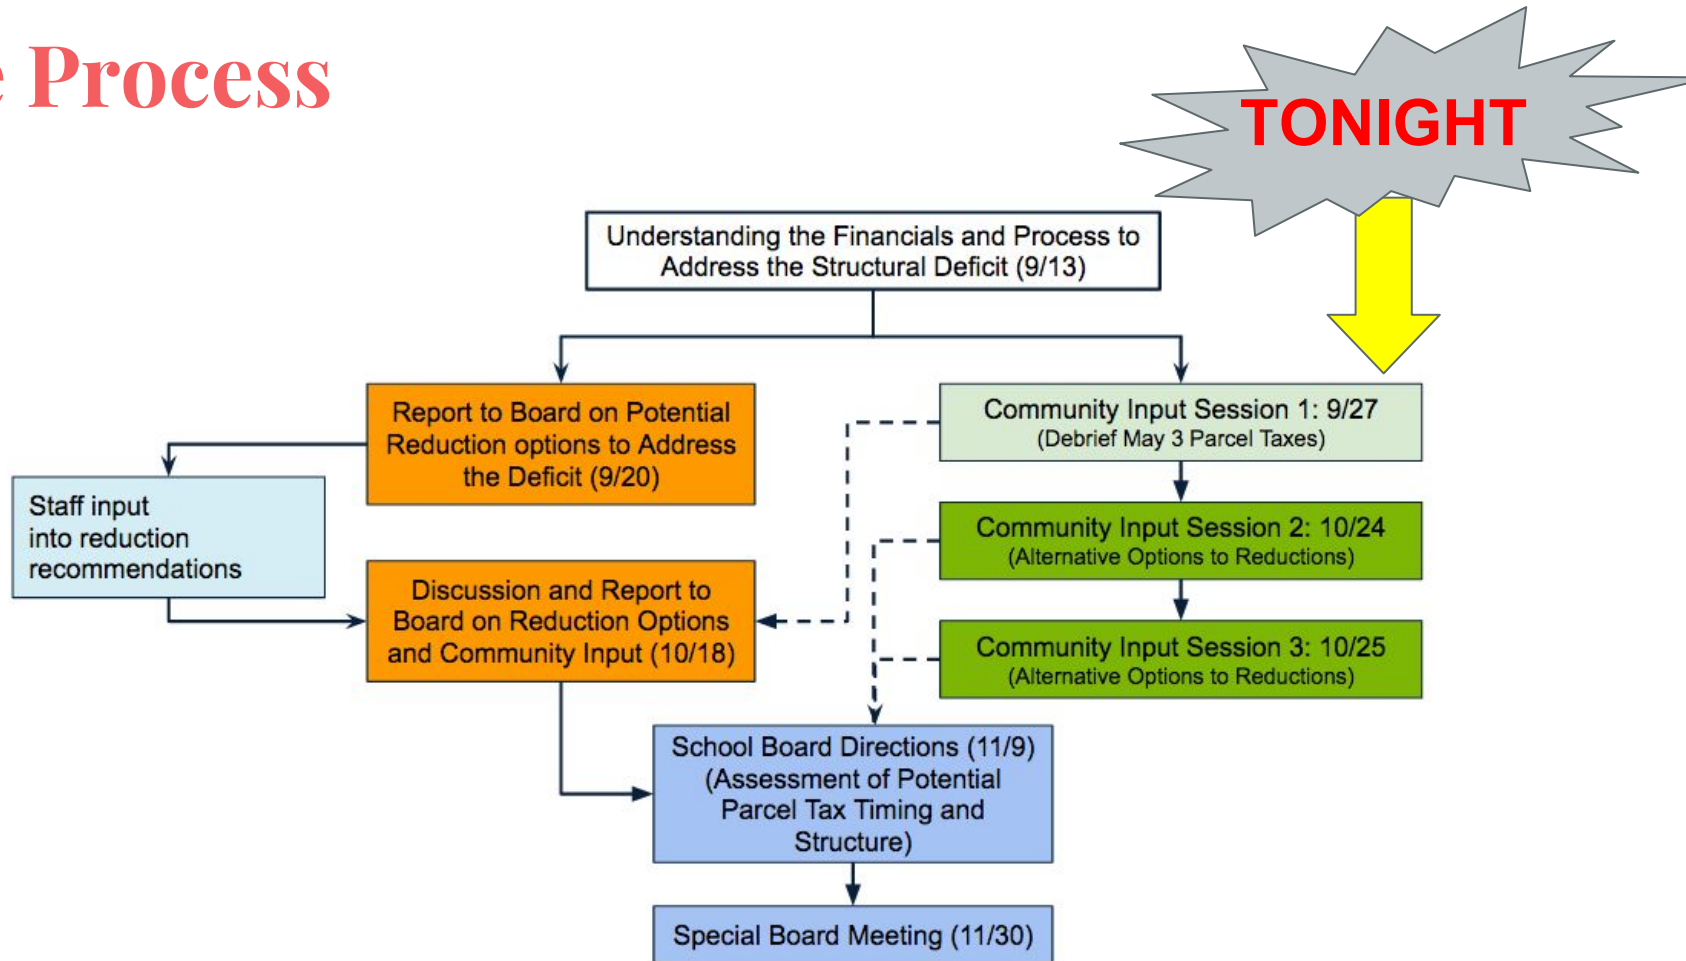 e Process
TONIGHT
Understanding the Financials and Process to
Address the Structural Deficit (9/13)
Report to Board on Potential
Reduction options to Address
the Deficit (9/20)
Community Input Session 1: 9/27
(Debrief May 3 Parcel Taxes)
Staff input
into reduction
recommendations
Community Input Session 2: 10/24
(Alternative Options to Reductions)
Discussion and Report to
Board on Reduction Options
and Community Input (10/18)
Community Input Session 3: 10/25
(Alternative Options to Reductions)
School Board Directions (11/9)
(Assessment of Potential
Parcel Tax Timing and
Structure)
Special Board Meeting (11/30)